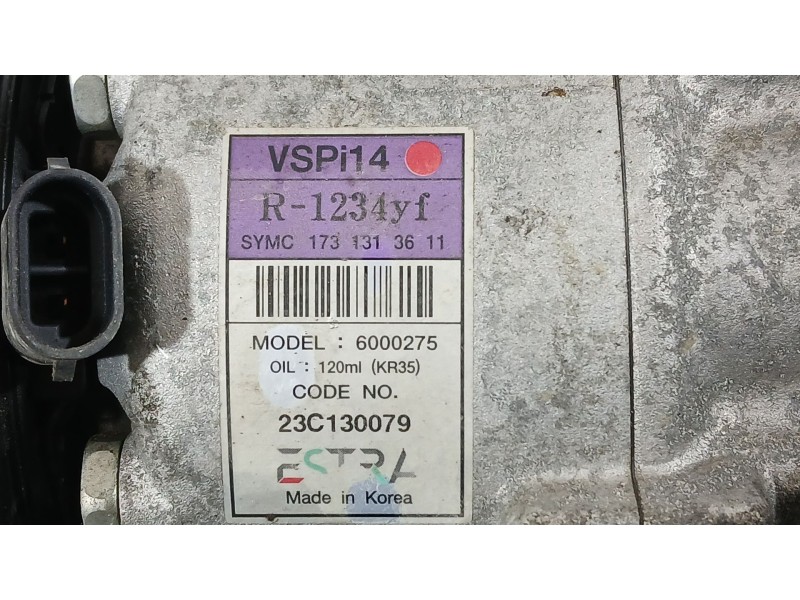 VSPi14
R-1234yf
SYMC 173 131 36 11
MODEL : 6000275
OIL : 120ml (KR35)
CODE NO.
23C130079
ESTRA
Made in Korea